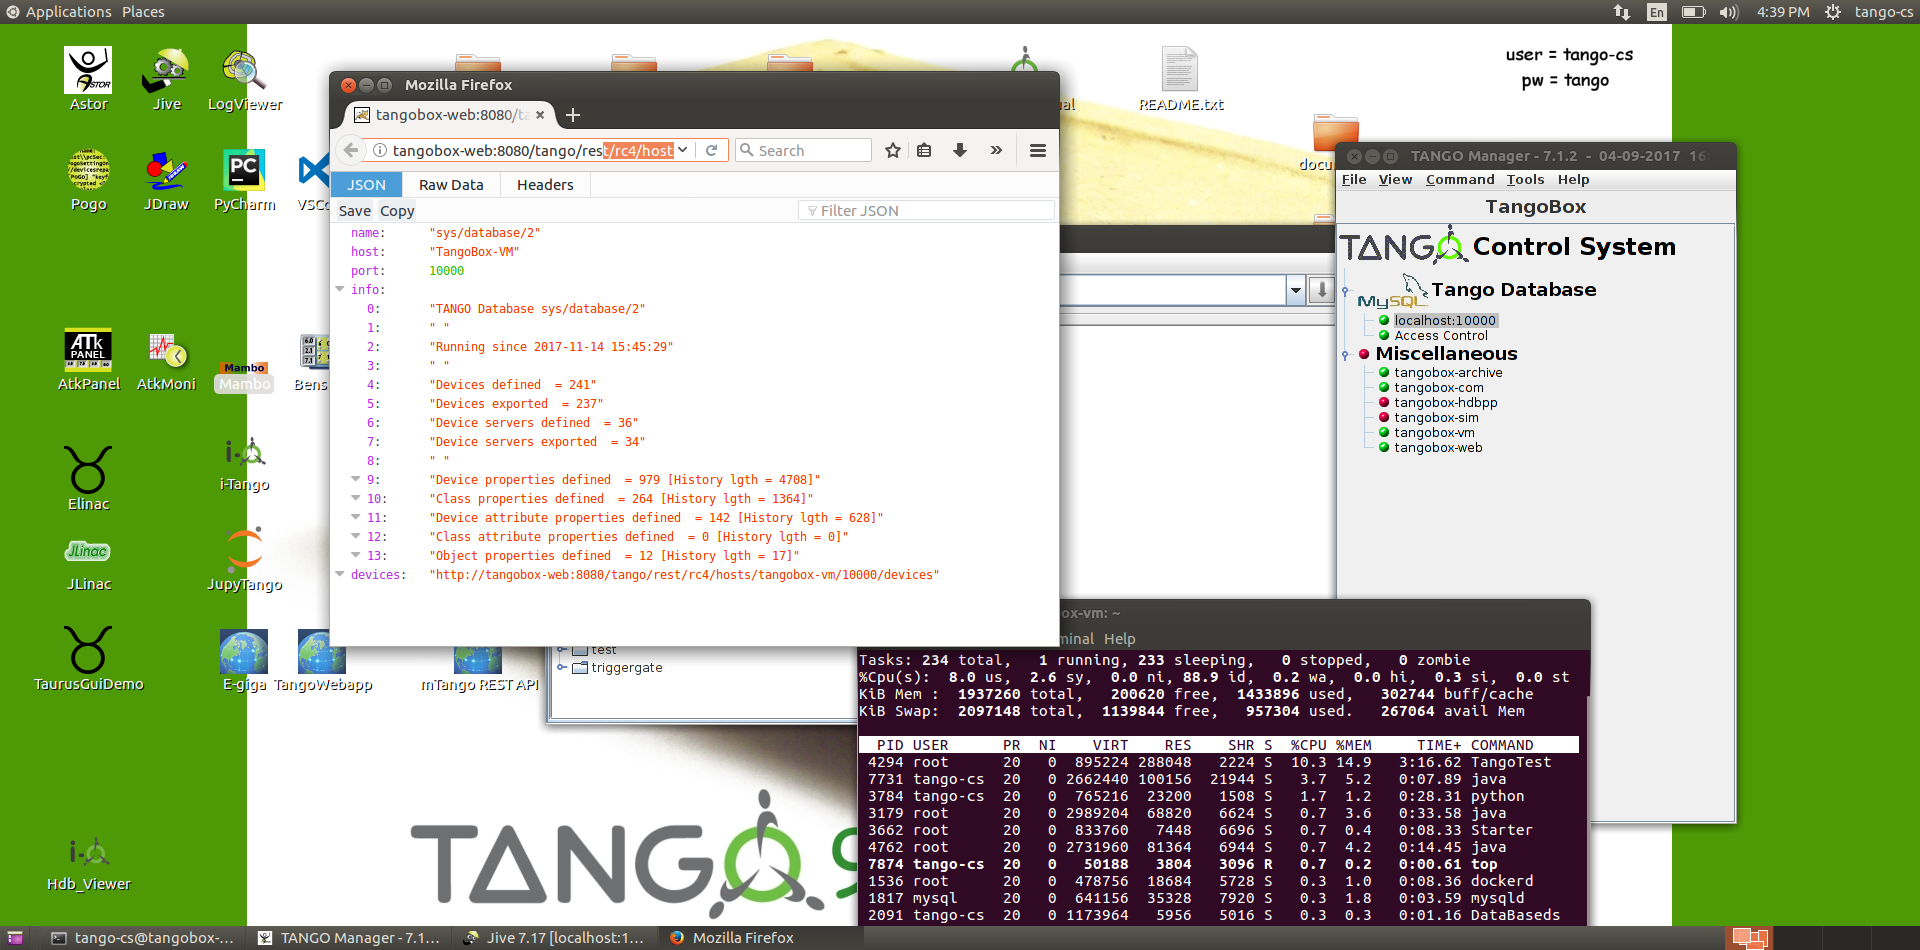 Applications Places
En 4:39 PM tango-cs
user = tango-cs
pw = tango
Astor
Jive
LogViewer
README.txt
Pogo
JDraw
PyCharm
AtkPanel
AtkMoni
Mambo
Elinac
i-Tango
JLinac
JupyTango
TaurusGuiDemo
E-giga
TangoWebapp
mTango REST API
Hdb_Viewer
Mozilla Firefox
tangobox-web:8080/t
tangobox-web:8080/tango/rest/rc4/host
Search
JSON Raw Data Headers
Save Copy
Filter JSON
name: "sys/database/2"
host: "TangoBox-VM"
port: 10000
info:
0: "TANGO Database sys/database/2"
1: " "
2: "Running since 2017-11-14 15:45:29"
3: " "
4: "Devices defined  = 241"
5: "Devices exported  = 237"
6: "Device servers defined  = 36"
7: "Device servers exported  = 34"
8: " "
9: "Device properties defined  = 979 [History lgth = 4708]"
10: "Class properties defined  = 264 [History lgth = 1364]"
11: "Device attribute properties defined  = 142 [History lgth = 628]"
12: "Class attribute properties defined  = 0 [History lgth = 0]"
13: "Object properties defined  = 12 [History lgth = 17]"
devices: "http://tangobox-web:8080/tango/rest/rc4/hosts/tangobox-vm/10000/devices"
test
triggergate
TANGO Manager - 7.1.2 - 04-09-2017 16:
File View Command Tools Help
TangoBox
TANGO Control System
MySQL Tango Database
localhost:10000
Access Control
Miscellaneous
tangobox-archive
tangobox-com
tangobox-hdbpp
tangobox-sim
tangobox-vm
tangobox-web
ox-vm: ~
minal Help
Tasks: 234 total,   1 running, 233 sleeping,   0 stopped,   0 zombie
%Cpu(s):  8.0 us,  2.6 sy,  0.0 ni, 88.9 id,  0.2 wa,  0.0 hi,  0.3 si,  0.0 st
KiB Mem :  1937260 total,   200620 free,  1433896 used,   302744 buff/cache
KiB Swap:  2097148 total,  1139844 free,   957304 used.   267064 avail Mem
PID USER PR NI VIRT RES SHR S %CPU %MEM TIME+ COMMAND
4294 root 20 0 895224 288048 2224 S 10.3 14.9 3:16.62 TangoTest
7731 tango-cs 20 0 2662440 100156 21944 S 3.7 5.2 0:07.89 java
3784 tango-cs 20 0 765216 23200 1508 S 1.7 1.2 0:28.31 python
3179 root 20 0 2989204 68820 6624 S 0.7 3.6 0:33.58 java
3662 root 20 0 833760 7448 6696 S 0.7 0.4 0:08.33 Starter
4762 root 20 0 2731960 81364 6944 S 0.7 4.2 0:14.45 java
7874 tango-cs 20 0 50188 3804 3096 R 0.7 0.2 0:00.61 top
1536 root 20 0 478756 18684 5728 S 0.3 1.0 0:08.36 dockerd
1817 mysql 20 0 641156 35328 7920 S 0.3 1.8 0:03.59 mysqld
2091 tango-cs 20 0 1173964 5956 5016 S 0.3 0.3 0:01.16 DataBaseds
TANGO 9
tango-cs@tangobox-...
TANGO Manager - 7.1...
Jive 7.17 [localhost:1...
Mozilla Firefox